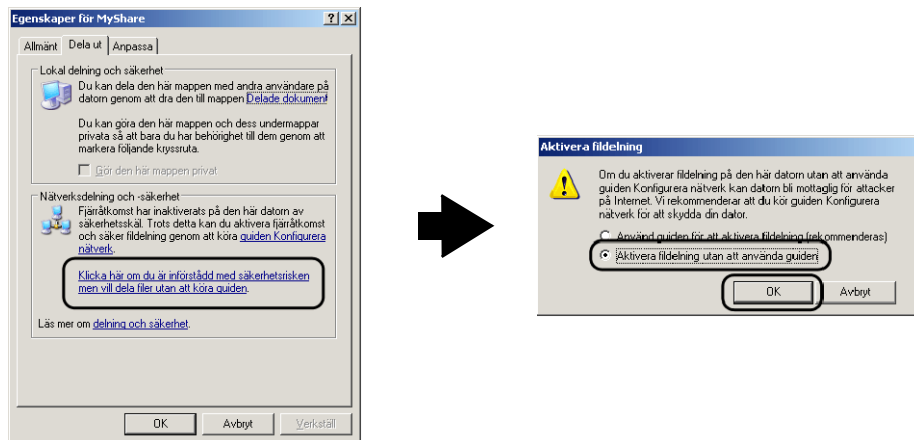 Egenskaper för MyShare
Allmänt Dela ut Anpassa
Lokal delning och säkerhet
Du kan dela den här mappen med andra användare på
datorn genom att dra den till mappen Delade dokument
Du kan göra den här mappen och dess undermappar
privata så att bara du har behörighet till dem genom att
markera följande kryssruta.
Gör den här mappen privat
Nätverksdelning och -säkerhet
Fjärråtkomst har inaktiverats på den här datorn av
säkerhetsskäl. Trots detta kan du aktivera fjärråtkomst
och säker fildelning genom att köra guiden Konfigurera
nätverk.
Klicka här om du är införstådd med säkerhetsrisken
men vill dela filer utan att köra guiden.
Läs mer om delning och säkerhet.
OK Avbryt Verkställ
Aktivera fildelning
Om du aktiverar fildelning på den här datorn utan att använda
guiden Konfigurera nätverk kan datorn bli mottaglig för attacker
på Internet. Vi rekommenderar att du kör guiden Konfigurera
nätverk för att skydda din dator.
Använd guiden för att aktivera fildelning (rekommenderas)
Aktivera fildelning utan att använda guiden
OK Avbryt